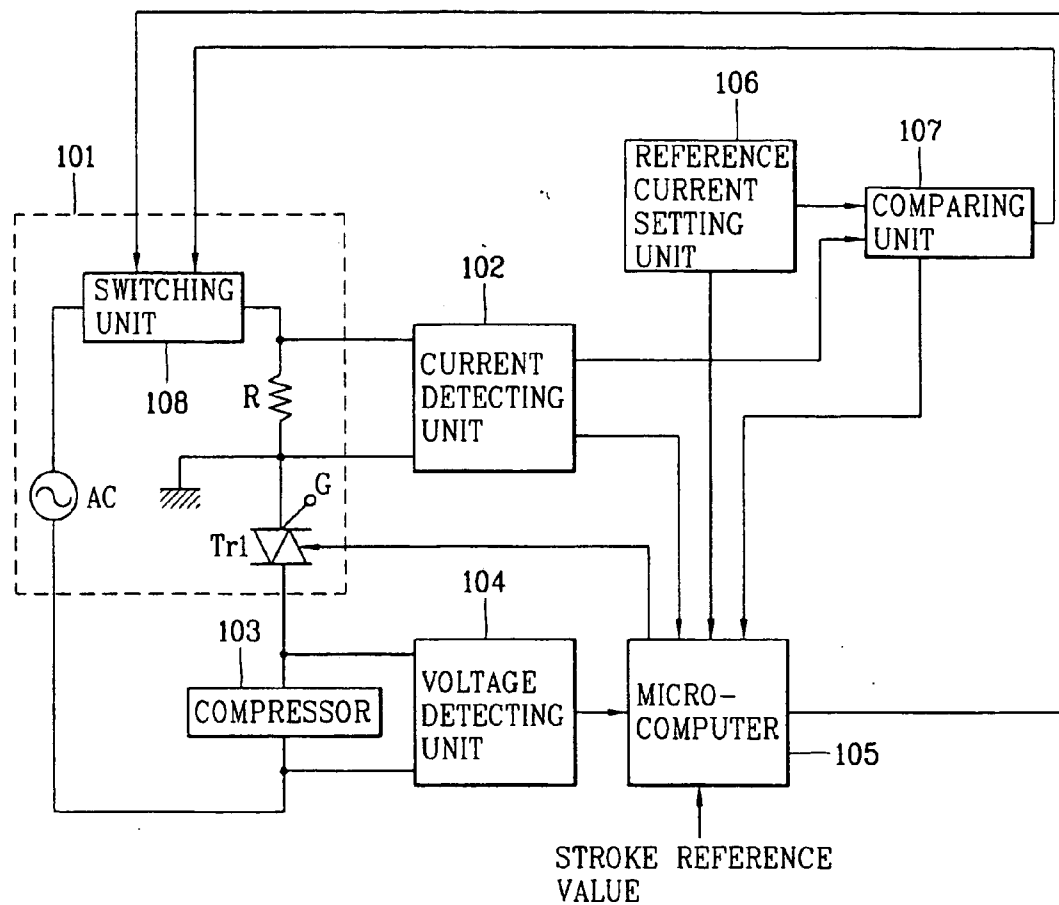 106
107
101
REFERENCE
CURRENT
SETTING
UNIT
COMPARING
UNIT
SWITCHING
UNIT
108
102
CURRENT
DETECTING
UNIT
R
AC
G
Tr1
104
103
COMPRESSOR
VOLTAGE
DETECTING
UNIT
MICRO-
COMPUTER
105
STROKE REFERENCE
VALUE